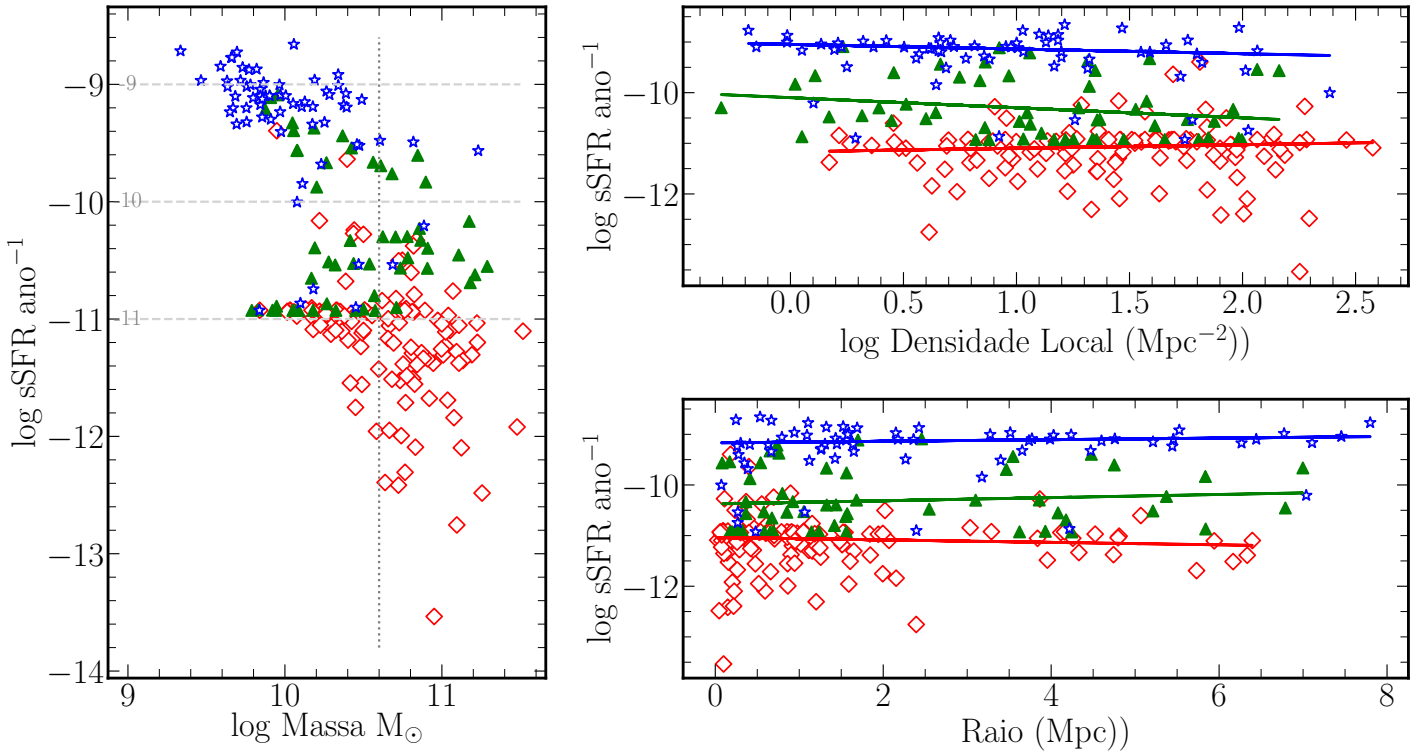 log sSFR ano⁻¹
−9
−10
−11
−12
−13
−14
9
10
11
9
10
11
log Massa M⊙
log sSFR ano⁻¹
−10
−12
0.0 0.5 1.0 1.5 2.0 2.5
log Densidade Local (Mpc⁻²))
log sSFR ano⁻¹
−10
−12
0 2 4 6 8
Raio (Mpc))